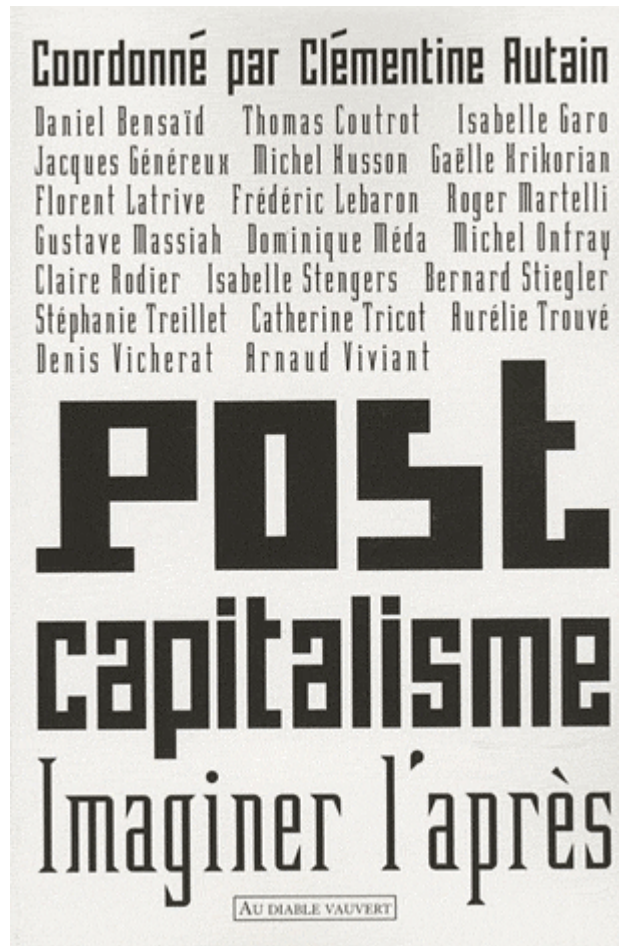 Coordonné par Clémentine Autain
Daniel Bensaïd Thomas Coutrot Isabelle Garo
Jacques Généreux Michel Husson Gaëlle Krikorian
Florent Latrive Frédéric Lebaron Roger Martelli
Gustave Massiah Dominique Méda Michel Onfray
Claire Rodier Isabelle Stengers Bernard Stiegler
Stéphanie Treillet Catherine Tricot Aurélie Trouvé
Denis Vicherat Arnaud Viviant
Post
capitalisme
Imaginer l'après
AU DIABLE VAUVERT